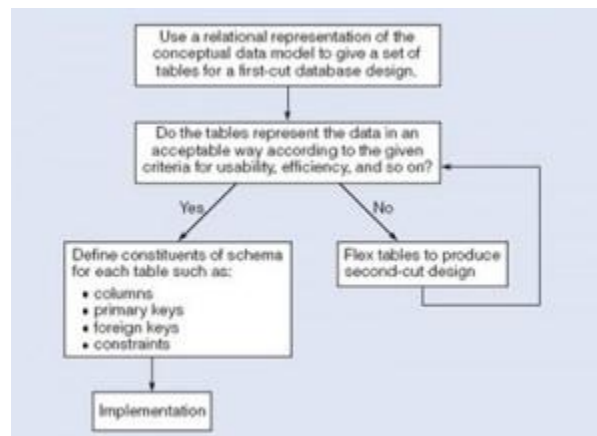 Use a relational representation of the
conceptual data model to give a set of
tables for a first-cut database design.
Do the tables represent the data in an
acceptable way according to the given
criteria for usability, efficiency, and so on?
Yes
No
Define constituents of schema
for each table such as:
• columns
• primary keys
• foreign keys
• constraints
Flex tables to produce
second-cut design
Implementation